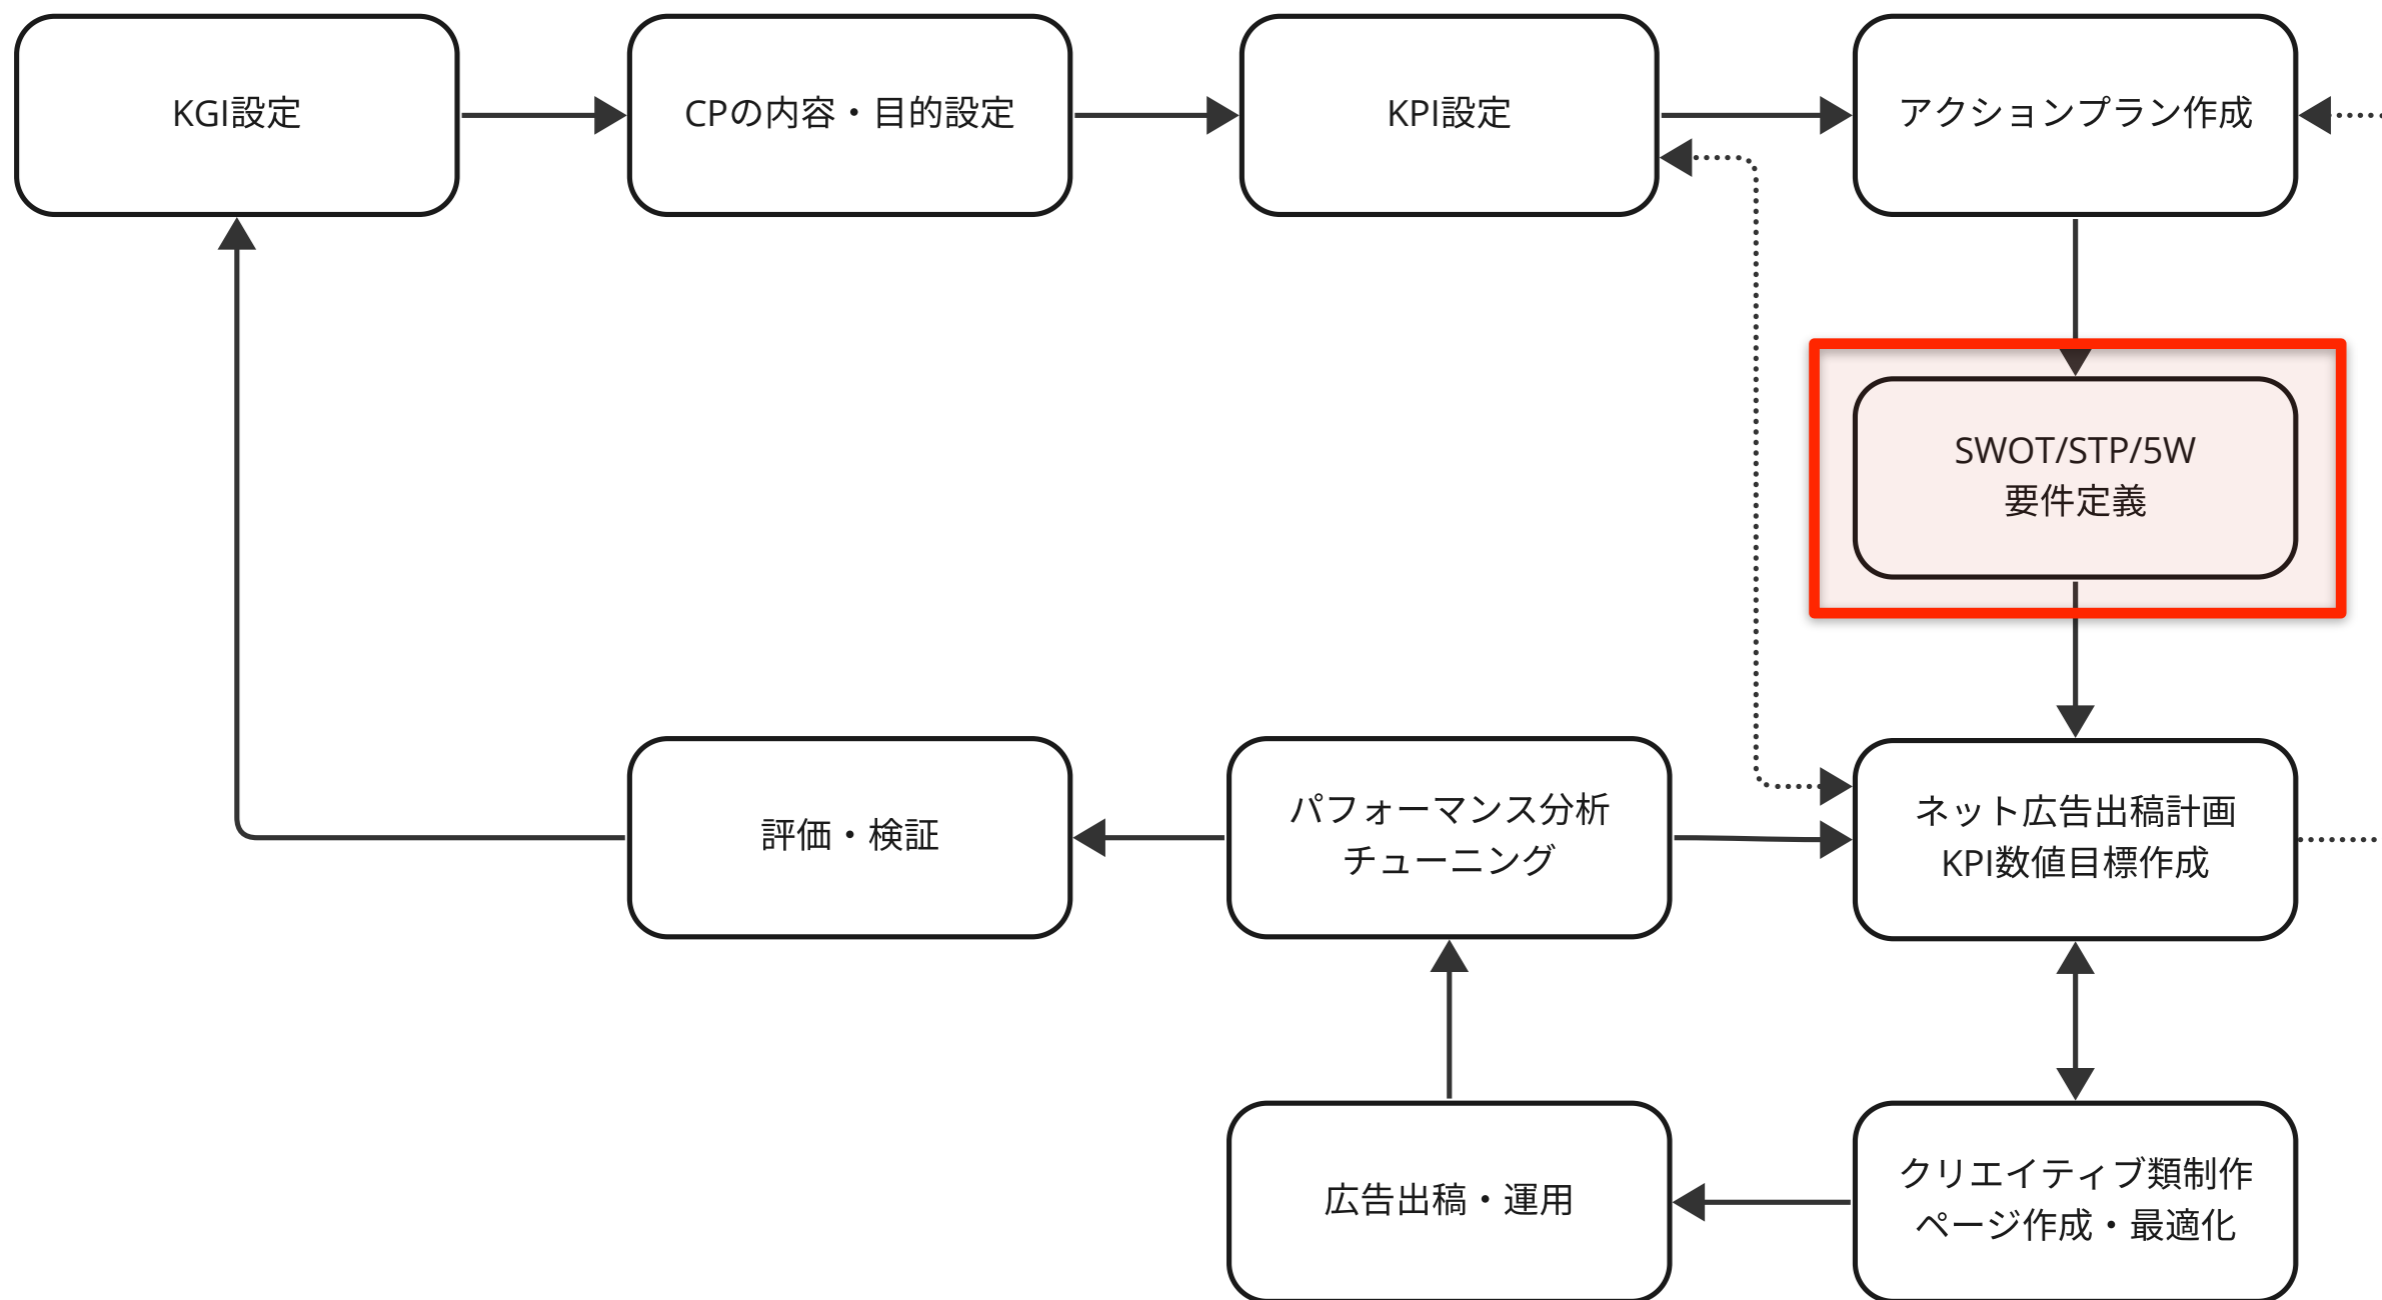 KGI設定
CPの内容・目的設定
KPI設定
アクションプラン作成
SWOT/STP/5W
要件定義
評価・検証
パフォーマンス分析
チューニング
ネット広告出稿計画
KPI数値目標作成
広告出稿・運用
クリエイティブ類制作
ページ作成・最適化